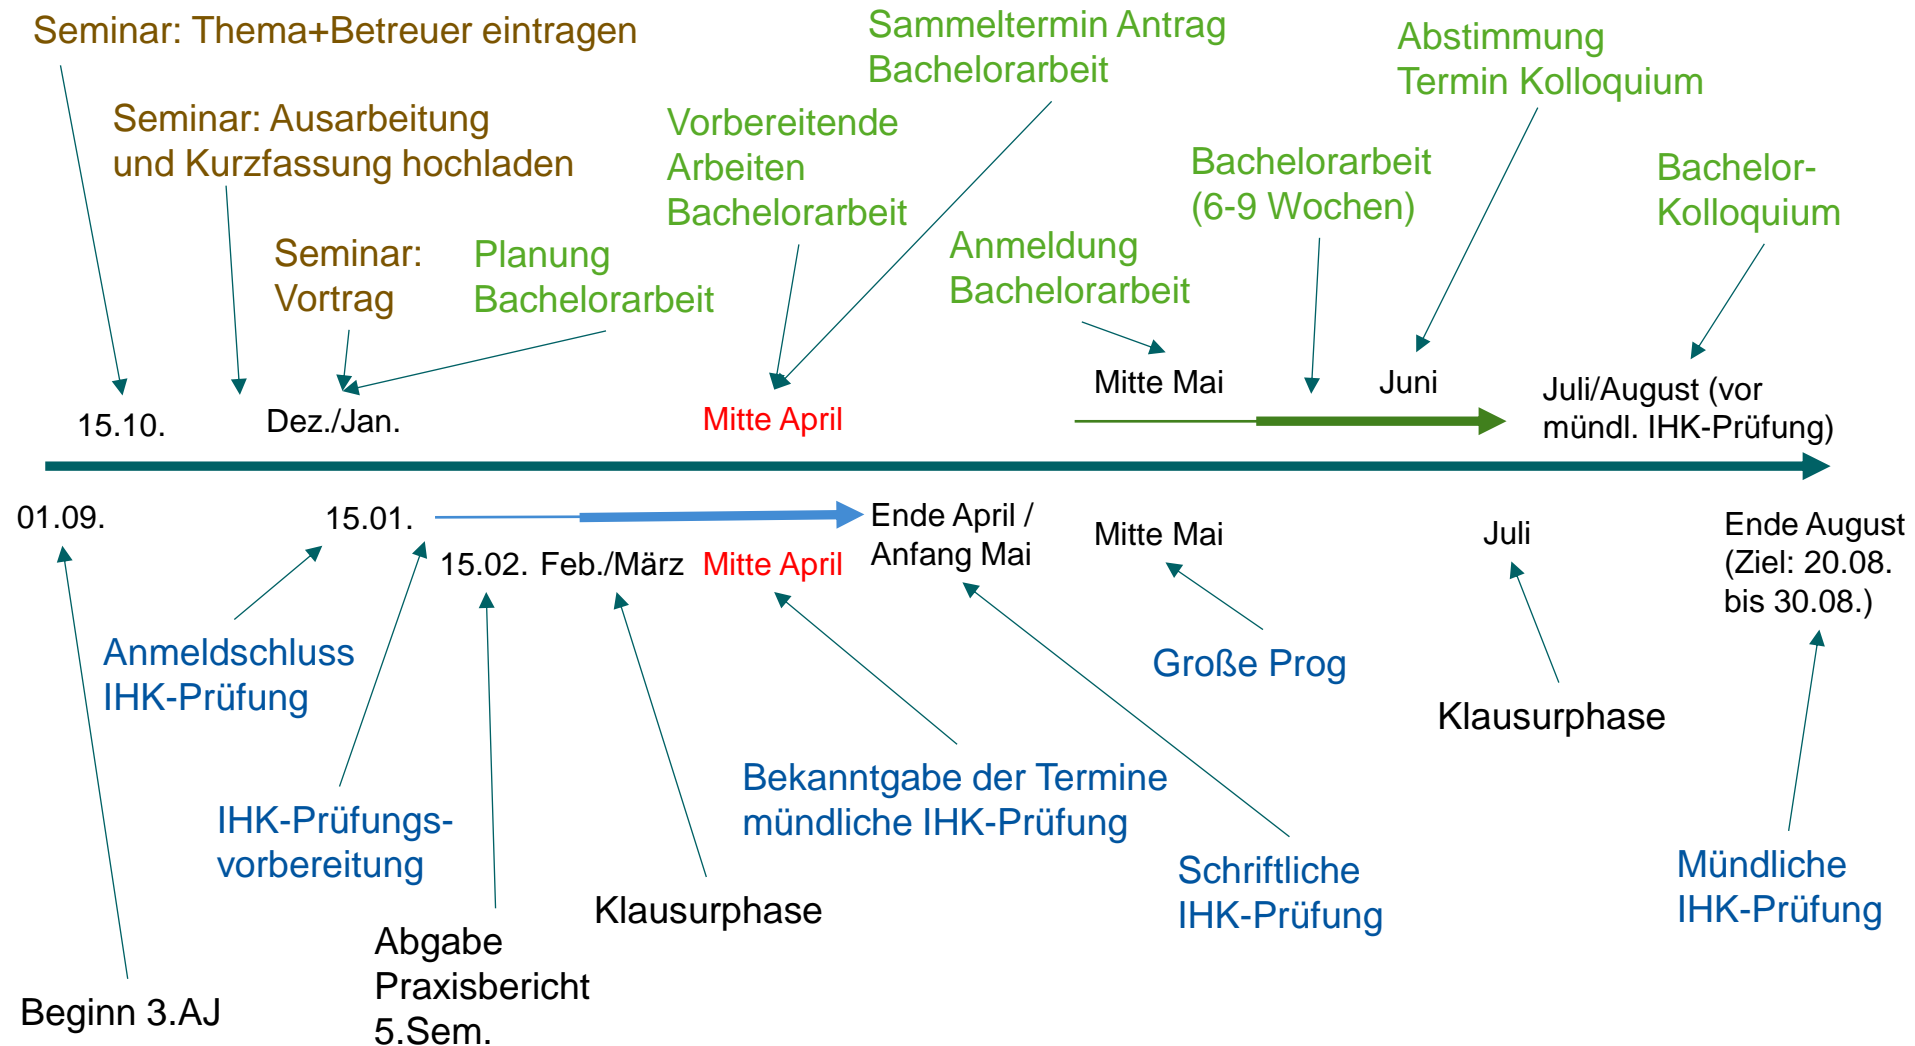 Seminar: Thema+Betreuer eintragen
Sammeltermin Antrag
Bachelorarbeit
Abstimmung
Termin Kolloquium
Seminar: Ausarbeitung
und Kurzfassung hochladen
Vorbereitende
Arbeiten
Bachelorarbeit
Bachelorarbeit
(6-9 Wochen)
Bachelor-
Kolloquium
Seminar:
Vortrag
Planung
Bachelorarbeit
Anmeldung
Bachelorarbeit
15.10.
Dez./Jan.
Mitte April
Mitte Mai
Juni
Juli/August (vor
mündl. IHK-Prüfung)
01.09.
15.01.
15.02.
Feb./März
Mitte April
Ende April /
Anfang Mai
Mitte Mai
Juli
Ende August
(Ziel: 20.08.
bis 30.08.)
Anmeldschluss
IHK-Prüfung
Große Prog
Klausurphase
IHK-Prüfungs-
vorbereitung
Bekanntgabe der Termine
mündliche IHK-Prüfung
Schriftliche
IHK-Prüfung
Mündliche
IHK-Prüfung
Klausurphase
Abgabe
Praxisbericht
5.Sem.
Beginn 3.AJ